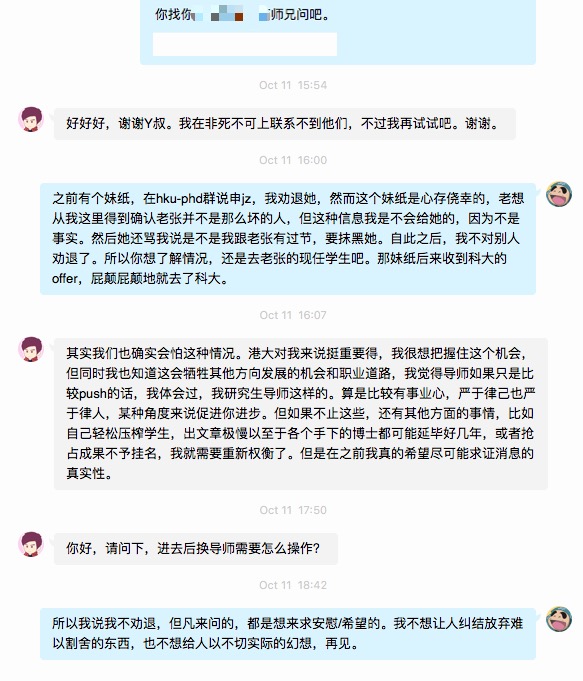 你找你 师兄问吧。
Oct 11 15:54
好好好，谢谢Y叔。我在非死不可上联系不到他们，不过我再试试吧。谢谢。
Oct 11 16:00
之前有个妹纸，在hku-phd群说申jz，我劝退她，然而这个妹纸是心存侥幸的，老想
从我这里得到确认老张并不是那么坏的人，但这种信息我是不会给她的，因为不是
事实。然后她还骂我说是不是我跟老张有过节，要抹黑她。自此之后，我不对别人
劝退了。所以你想了解情况，还是去老张的现任学生吧。那妹纸后来收到科大的
offer，屁颠屁颠地就去了科大。
Oct 11 16:07
其实我们也确实会怕这种情况。港大对我来说挺重要得，我很想把握住这个机会，
但同时我也知道这会牺牲其他方向发展的机会和职业道路，我觉得导师如果只是比
较push的话，我体会过，我研究生导师这样的。算是比较有事业心，严于律己也严
于律人，某种角度来说促进你进步。但如果不止这些，还有其他方面的事情，比如
自己轻松压榨学生，出文章极慢以至于各个手下的博士都可能延毕好几年，或者抢
占成果不予挂名，我就需要重新权衡了。但是在之前我真的希望尽可能求证消息的
真实性。
Oct 11 17:50
你好，请问下，进去后换导师需要怎么操作？
Oct 11 18:42
所以我说我不劝退，但凡来问的，都是想来求安慰/希望的。我不想让人纠结放弃难
以割舍的东西，也不想给人以不切实际的幻想，再见。